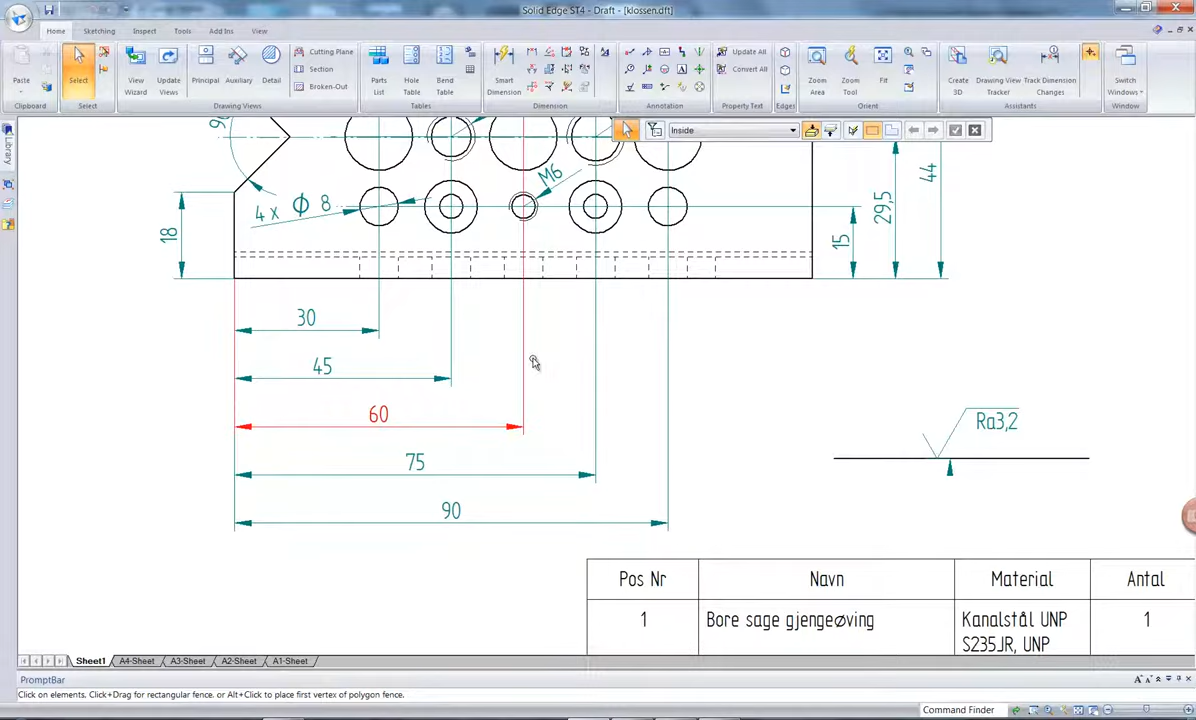 Solid Edge ST4 - Draft - [klossen.dft]
Home Sketching Inspect Tools Add Ins View
Cutting Plane Update All
Section Convert All
Broken-Out
Paste Select View Wizard Update Views Principal Auxiliary Detail Parts List Hole Table Bend Table Smart Dimension Zoom Area Zoom Tool Fit Create 3D Drawing View Tracker Track Dimension Changes Switch Windows
Clipboard Select Drawing Views Tables Dimension Annotation Property Text Edges Orient Assistants Window
Library
Inside
M6
4 x Φ 8
18
15
29,5
44
30
45
60
75
90
Ra3,2
Pos Nr Navn Material Antal
1 Bore sage gjengeøving Kanalstål UNP 1
S235JR, UNP
Sheet1 A4-Sheet A3-Sheet A2-Sheet A1-Sheet
PromptBar
Click on elements. Click+Drag for rectangular fence. or Alt+Click to place first vertex of polygon fence.
Command Finder